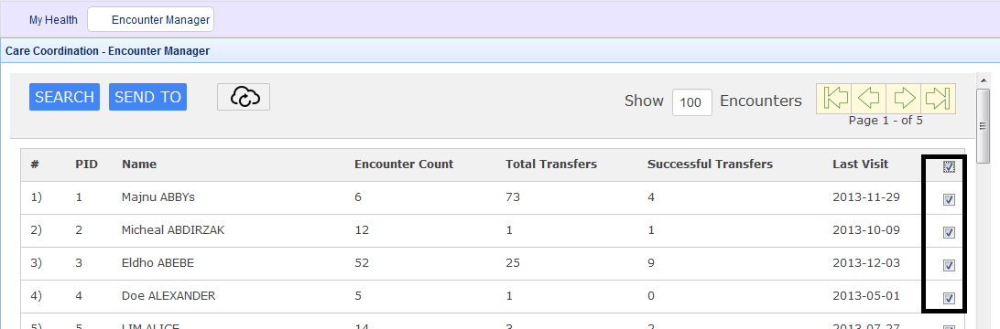 My Health Encounter Manager
Care Coordination - Encounter Manager
SEARCH SEND TO Show 100 Encounters
Page 1 - of 5
# PID Name Encounter Count Total Transfers Successful Transfers Last Visit
1) 1 Majnu ABBYs 6 73 4 2013-11-29
2) 2 Micheal ABDIRZAK 12 1 1 2013-10-09
3) 3 Eldho ABEBE 52 25 9 2013-12-03
4) 4 Doe ALEXANDER 5 1 0 2013-05-01
5) 5 LIM ALICE 14 3 2 2013-07-27